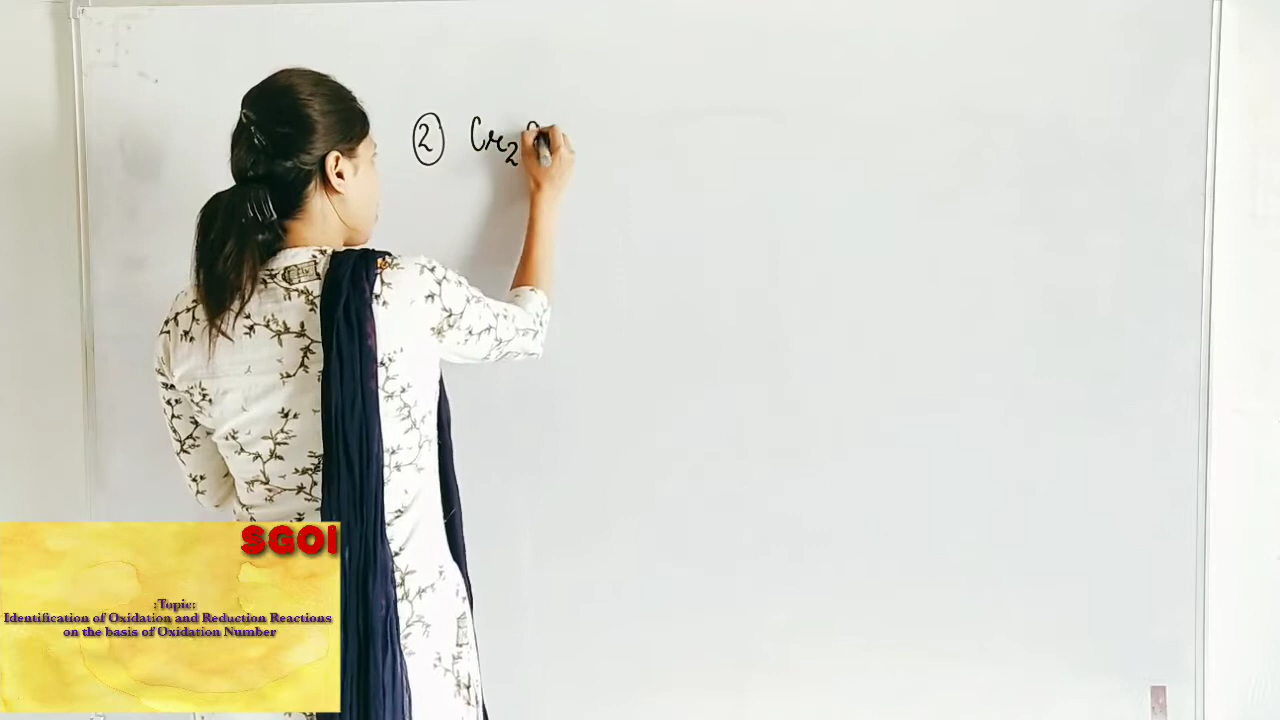 ② Cr₂
SGOI
:Topic:
Identification of Oxidation and Reduction Reactions
on the basis of Oxidation Number